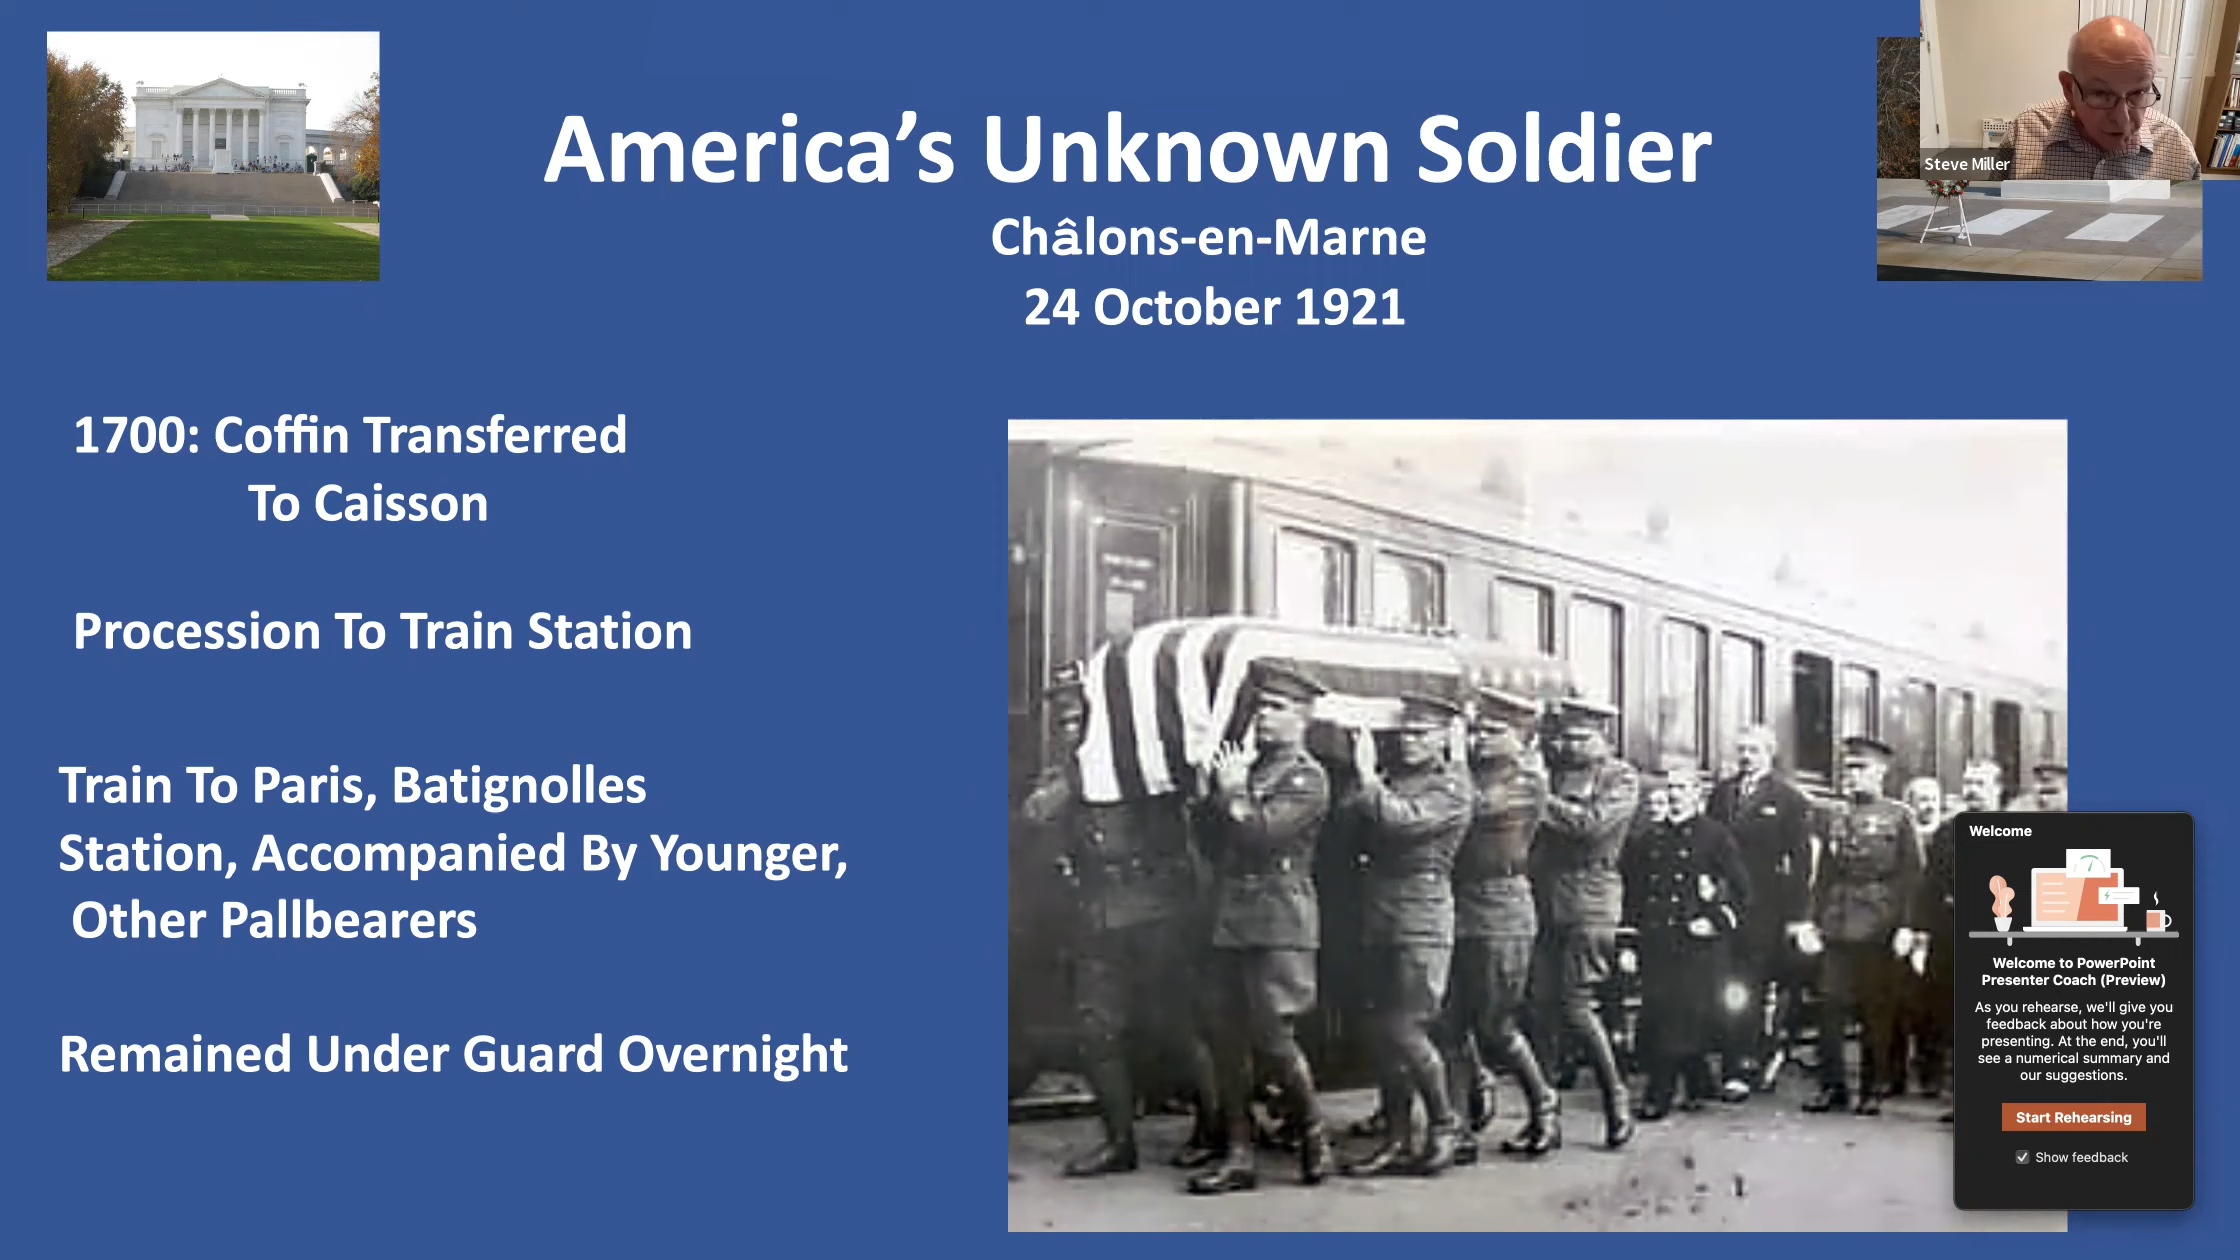 America's Unknown Soldier
Châlons-en-Marne
24 October 1921
Steve Miller
1700: Coffin Transferred
To Caisson
Procession To Train Station
Train To Paris, Batignolles
Station, Accompanied By Younger,
Other Pallbearers
Remained Under Guard Overnight
Welcome
Welcome to PowerPoint
Presenter Coach (Preview)
As you rehearse, we'll give you
feedback about how you're
presenting. At the end, you'll
see a numerical summary and
our suggestions.
Start Rehearsing
Show feedback